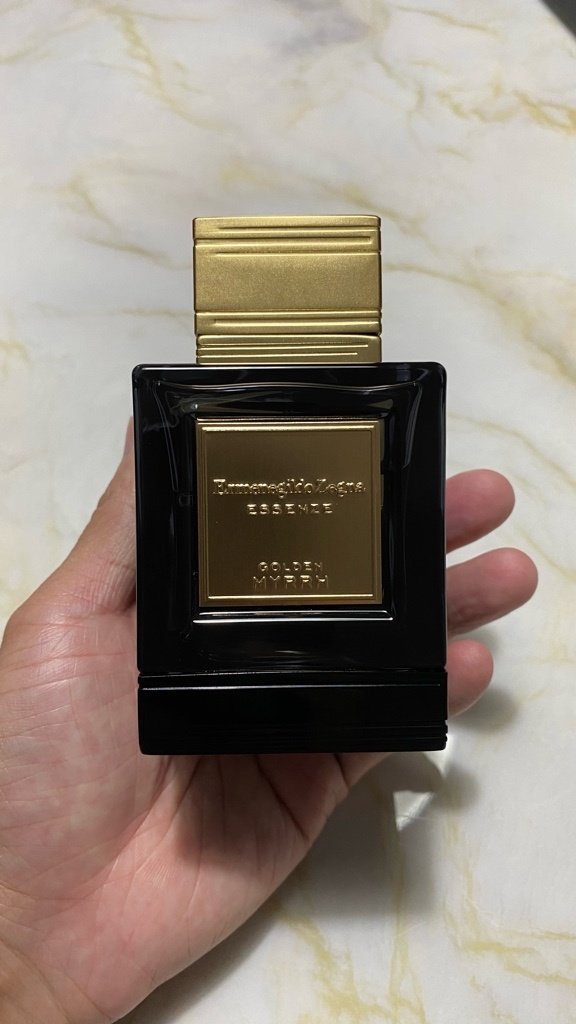 Ermenegildo Zegna
ESSENZE
GOLDEN
MYRRH